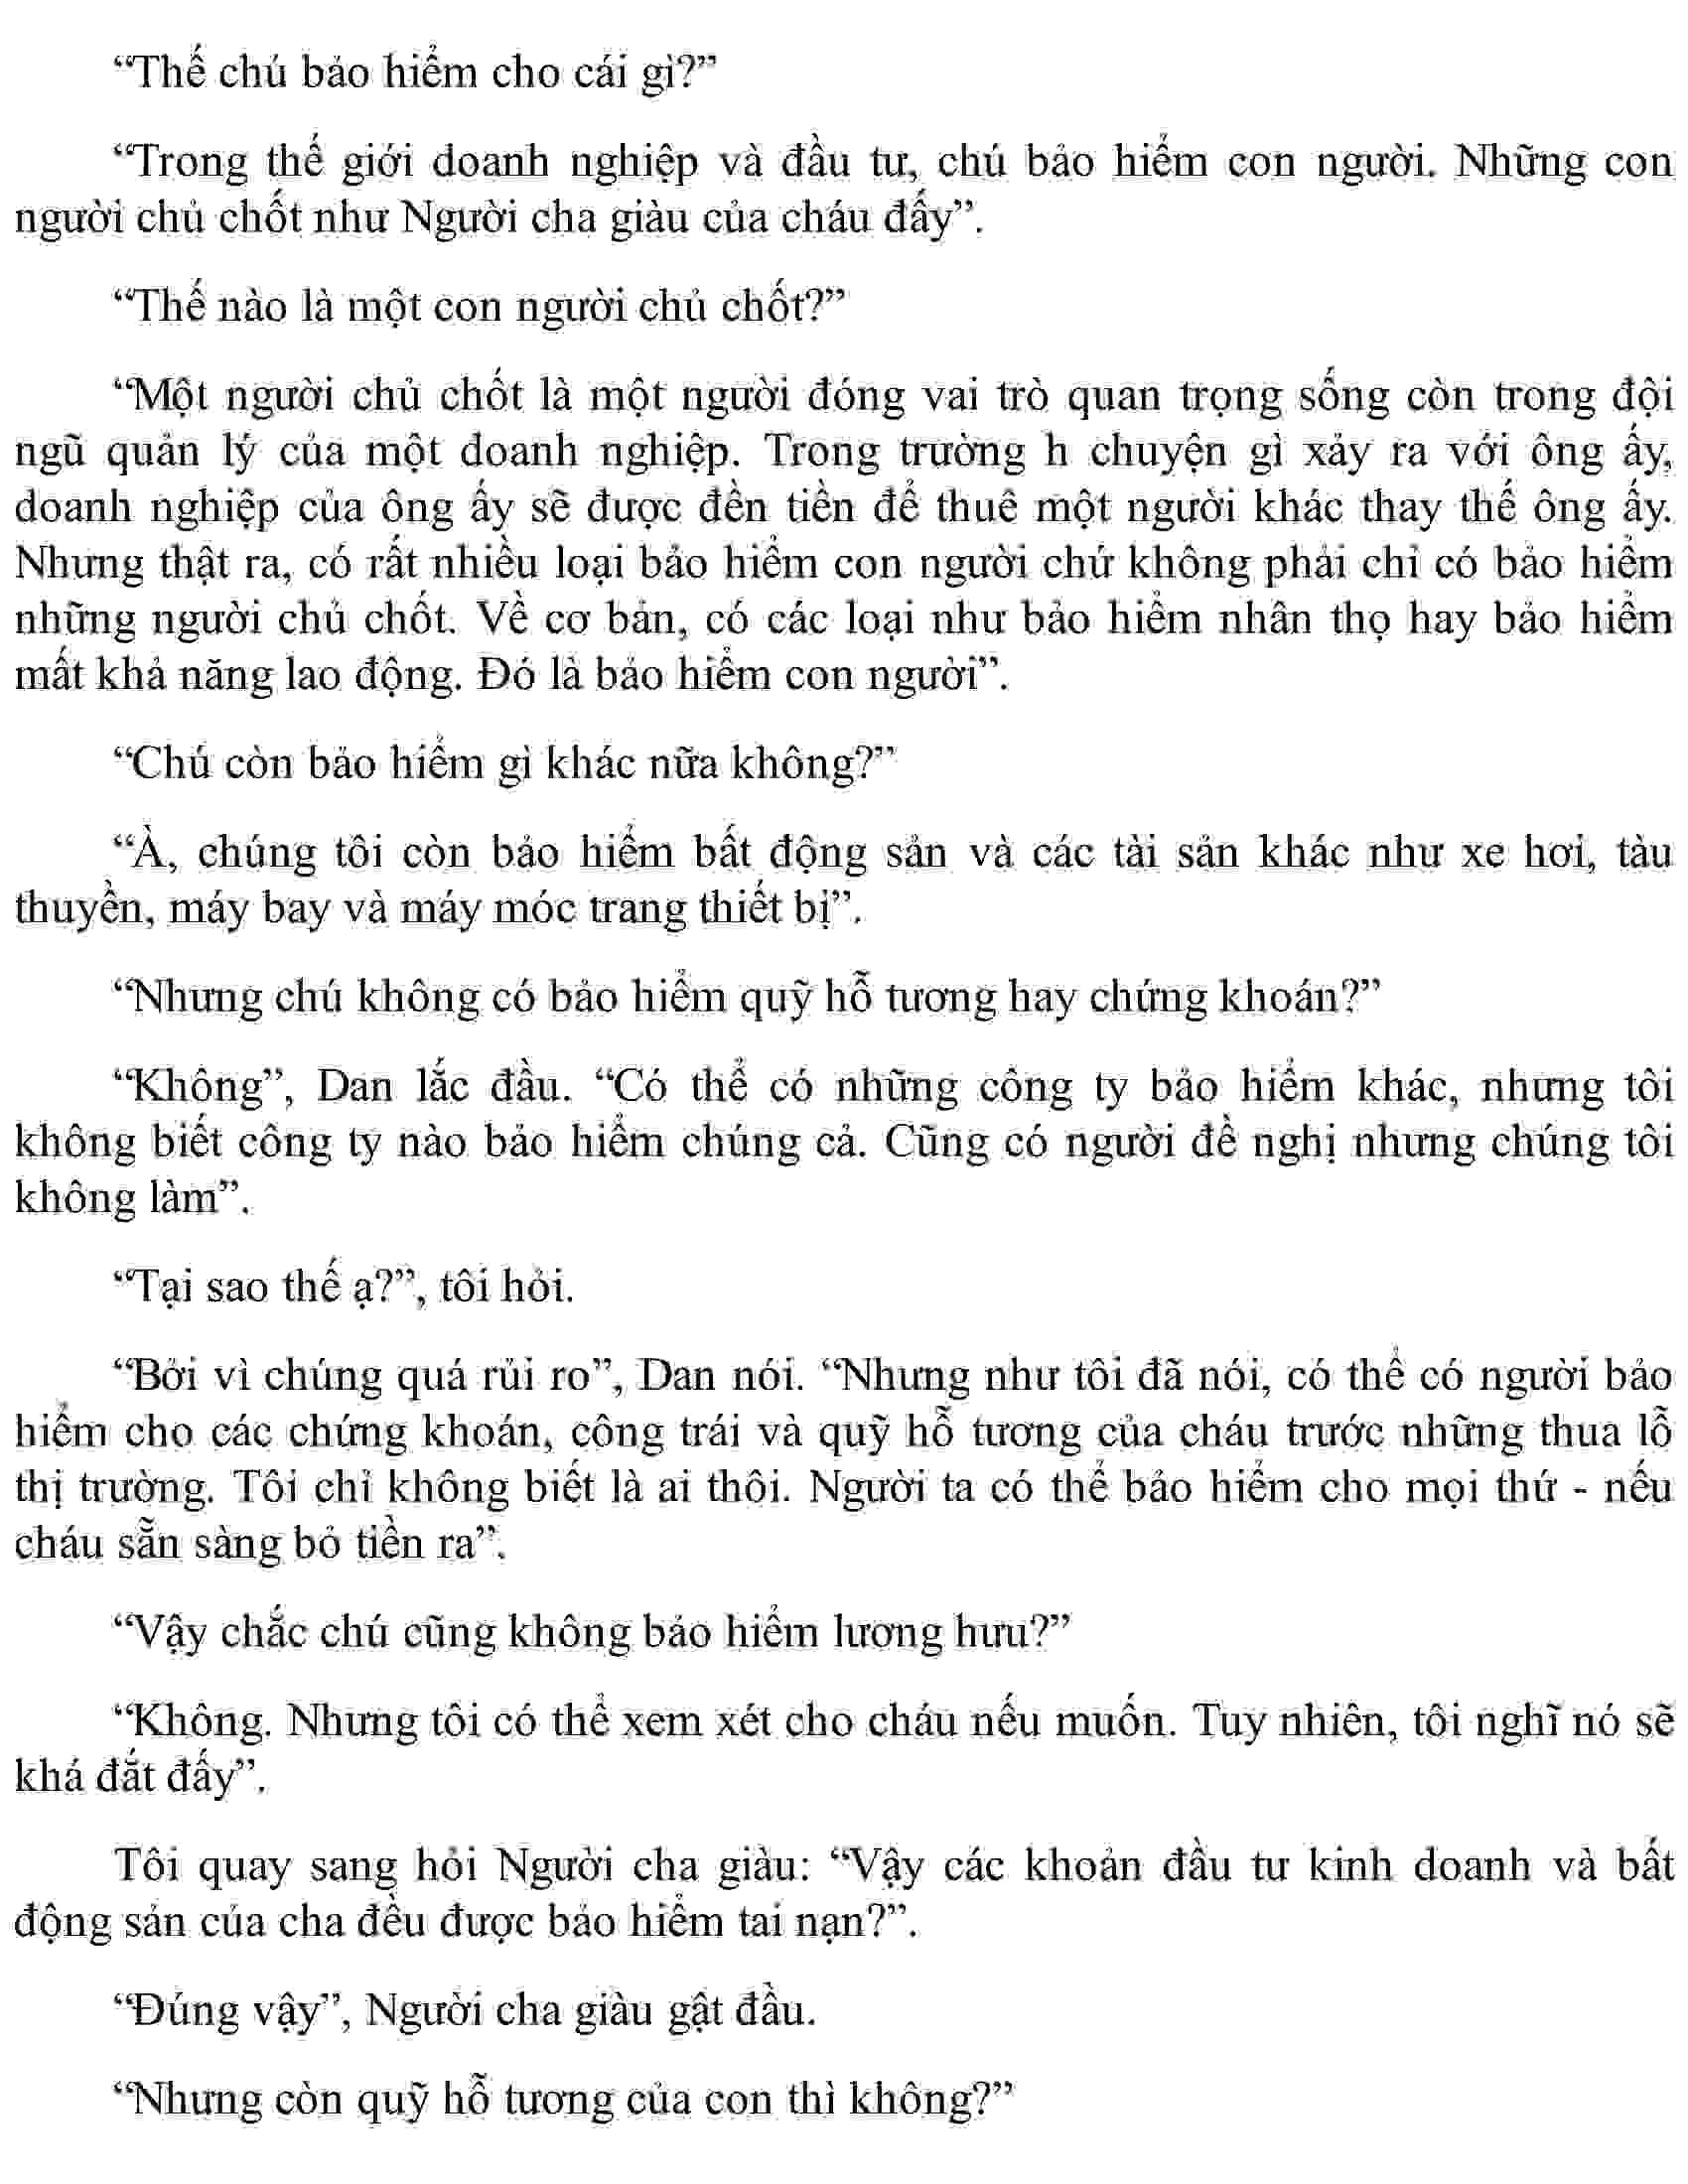 “Thế chú bảo hiểm cho cái gì?”
“Trong thế giới doanh nghiệp và đầu tư, chú bảo hiểm con người. Những con
người chủ chốt như Người cha giàu của cháu đấy”.
“Thế nào là một con người chủ chốt?”
“Một người chủ chốt là một người đóng vai trò quan trọng sống còn trong đội
ngũ quản lý của một doanh nghiệp. Trong trường h chuyện gì xảy ra với ông ấy,
doanh nghiệp của ông ấy sẽ được đền tiền để thuê một người khác thay thế ông ấy.
Nhưng thật ra, có rất nhiều loại bảo hiểm con người chứ không phải chỉ có bảo hiểm
những người chủ chốt. Về cơ bản, có các loại như bảo hiểm nhân thọ hay bảo hiểm
mất khả năng lao động. Đó là bảo hiểm con người”.
“Chú còn bảo hiểm gì khác nữa không?”
“À, chúng tôi còn bảo hiểm bất động sản và các tài sản khác như xe hơi, tàu
thuyền, máy bay và máy móc trang thiết bị”.
“Nhưng chú không có bảo hiểm quỹ hỗ tương hay chứng khoán?”
“Không”, Dan lắc đầu. “Có thể có những công ty bảo hiểm khác, nhưng tôi
không biết công ty nào bảo hiểm chúng cả. Cũng có người đề nghị nhưng chúng tôi
không làm”.
“Tại sao thế ạ?”, tôi hỏi.
“Bởi vì chúng quá rủi ro”, Dan nói. “Nhưng như tôi đã nói, có thể có người bảo
hiểm cho các chứng khoán, công trái và quỹ hỗ tương của cháu trước những thua lỗ
thị trường. Tôi chỉ không biết là ai thôi. Người ta có thể bảo hiểm cho mọi thứ - nếu
cháu sẵn sàng bỏ tiền ra”.
“Vậy chắc chú cũng không bảo hiểm lương hưu?”
“Không. Nhưng tôi có thể xem xét cho cháu nếu muốn. Tuy nhiên, tôi nghĩ nó sẽ
khá đắt đấy”.
Tôi quay sang hỏi Người cha giàu: “Vậy các khoản đầu tư kinh doanh và bất
động sản của cha đều được bảo hiểm tai nạn?”.
“Đúng vậy”, Người cha giàu gật đầu.
“Nhưng còn quỹ hỗ tương của con thì không?”